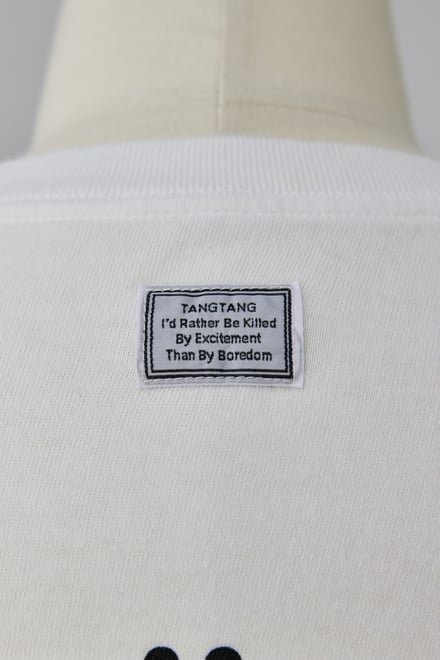 TANGTANG
I'd Rather Be Killed
By Excitement
Than By Boredom